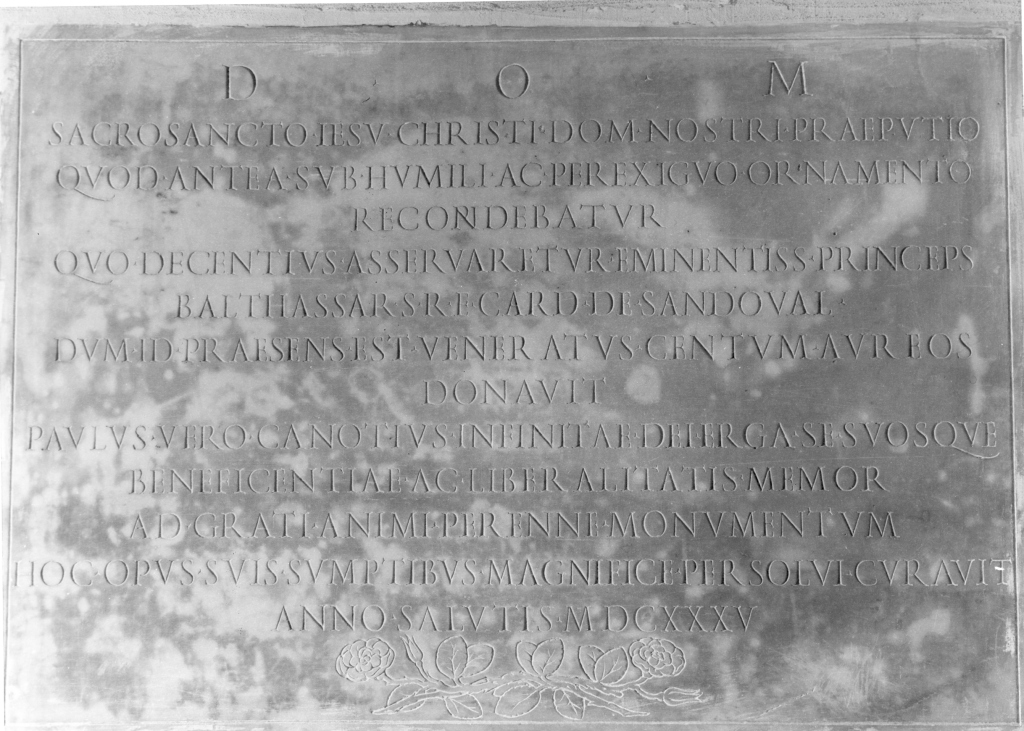 D · O · M
SACROSANCTO·IESV·CHRISTI·DOM·NOSTRI·PRAEPVTIO
QVOD·ANTEA·SVB·HVMILI·AC·PEREXIGVO ORNAMENTO
RECONDEBATVR
QVO·DECENTIVS·ASSERVARETVR·EMINENTISS·PRINCEPS
BALTHASSAR·S·R·E·CARD·DE·SANDOVAL·
DVM·ID·PRAESENS·EST·VENERATVS·CENTVM·AVREOS
DONAVIT
PAVLVS·VERO·CANOTIVS·INFINITAE·DEI·ERGA·SE·SVOSQVE
BENEFICENTIAE·AC·LIBERALITATIS·MEMOR
AD·GRATI·ANIMI·PERENNE·MONVMENTVM
HOC·OPVS·SVIS·SVMPTIBVS·MAGNIFICE·PERSOLVI·CVRAVIT
ANNO·SALVTIS·MDCXXXV